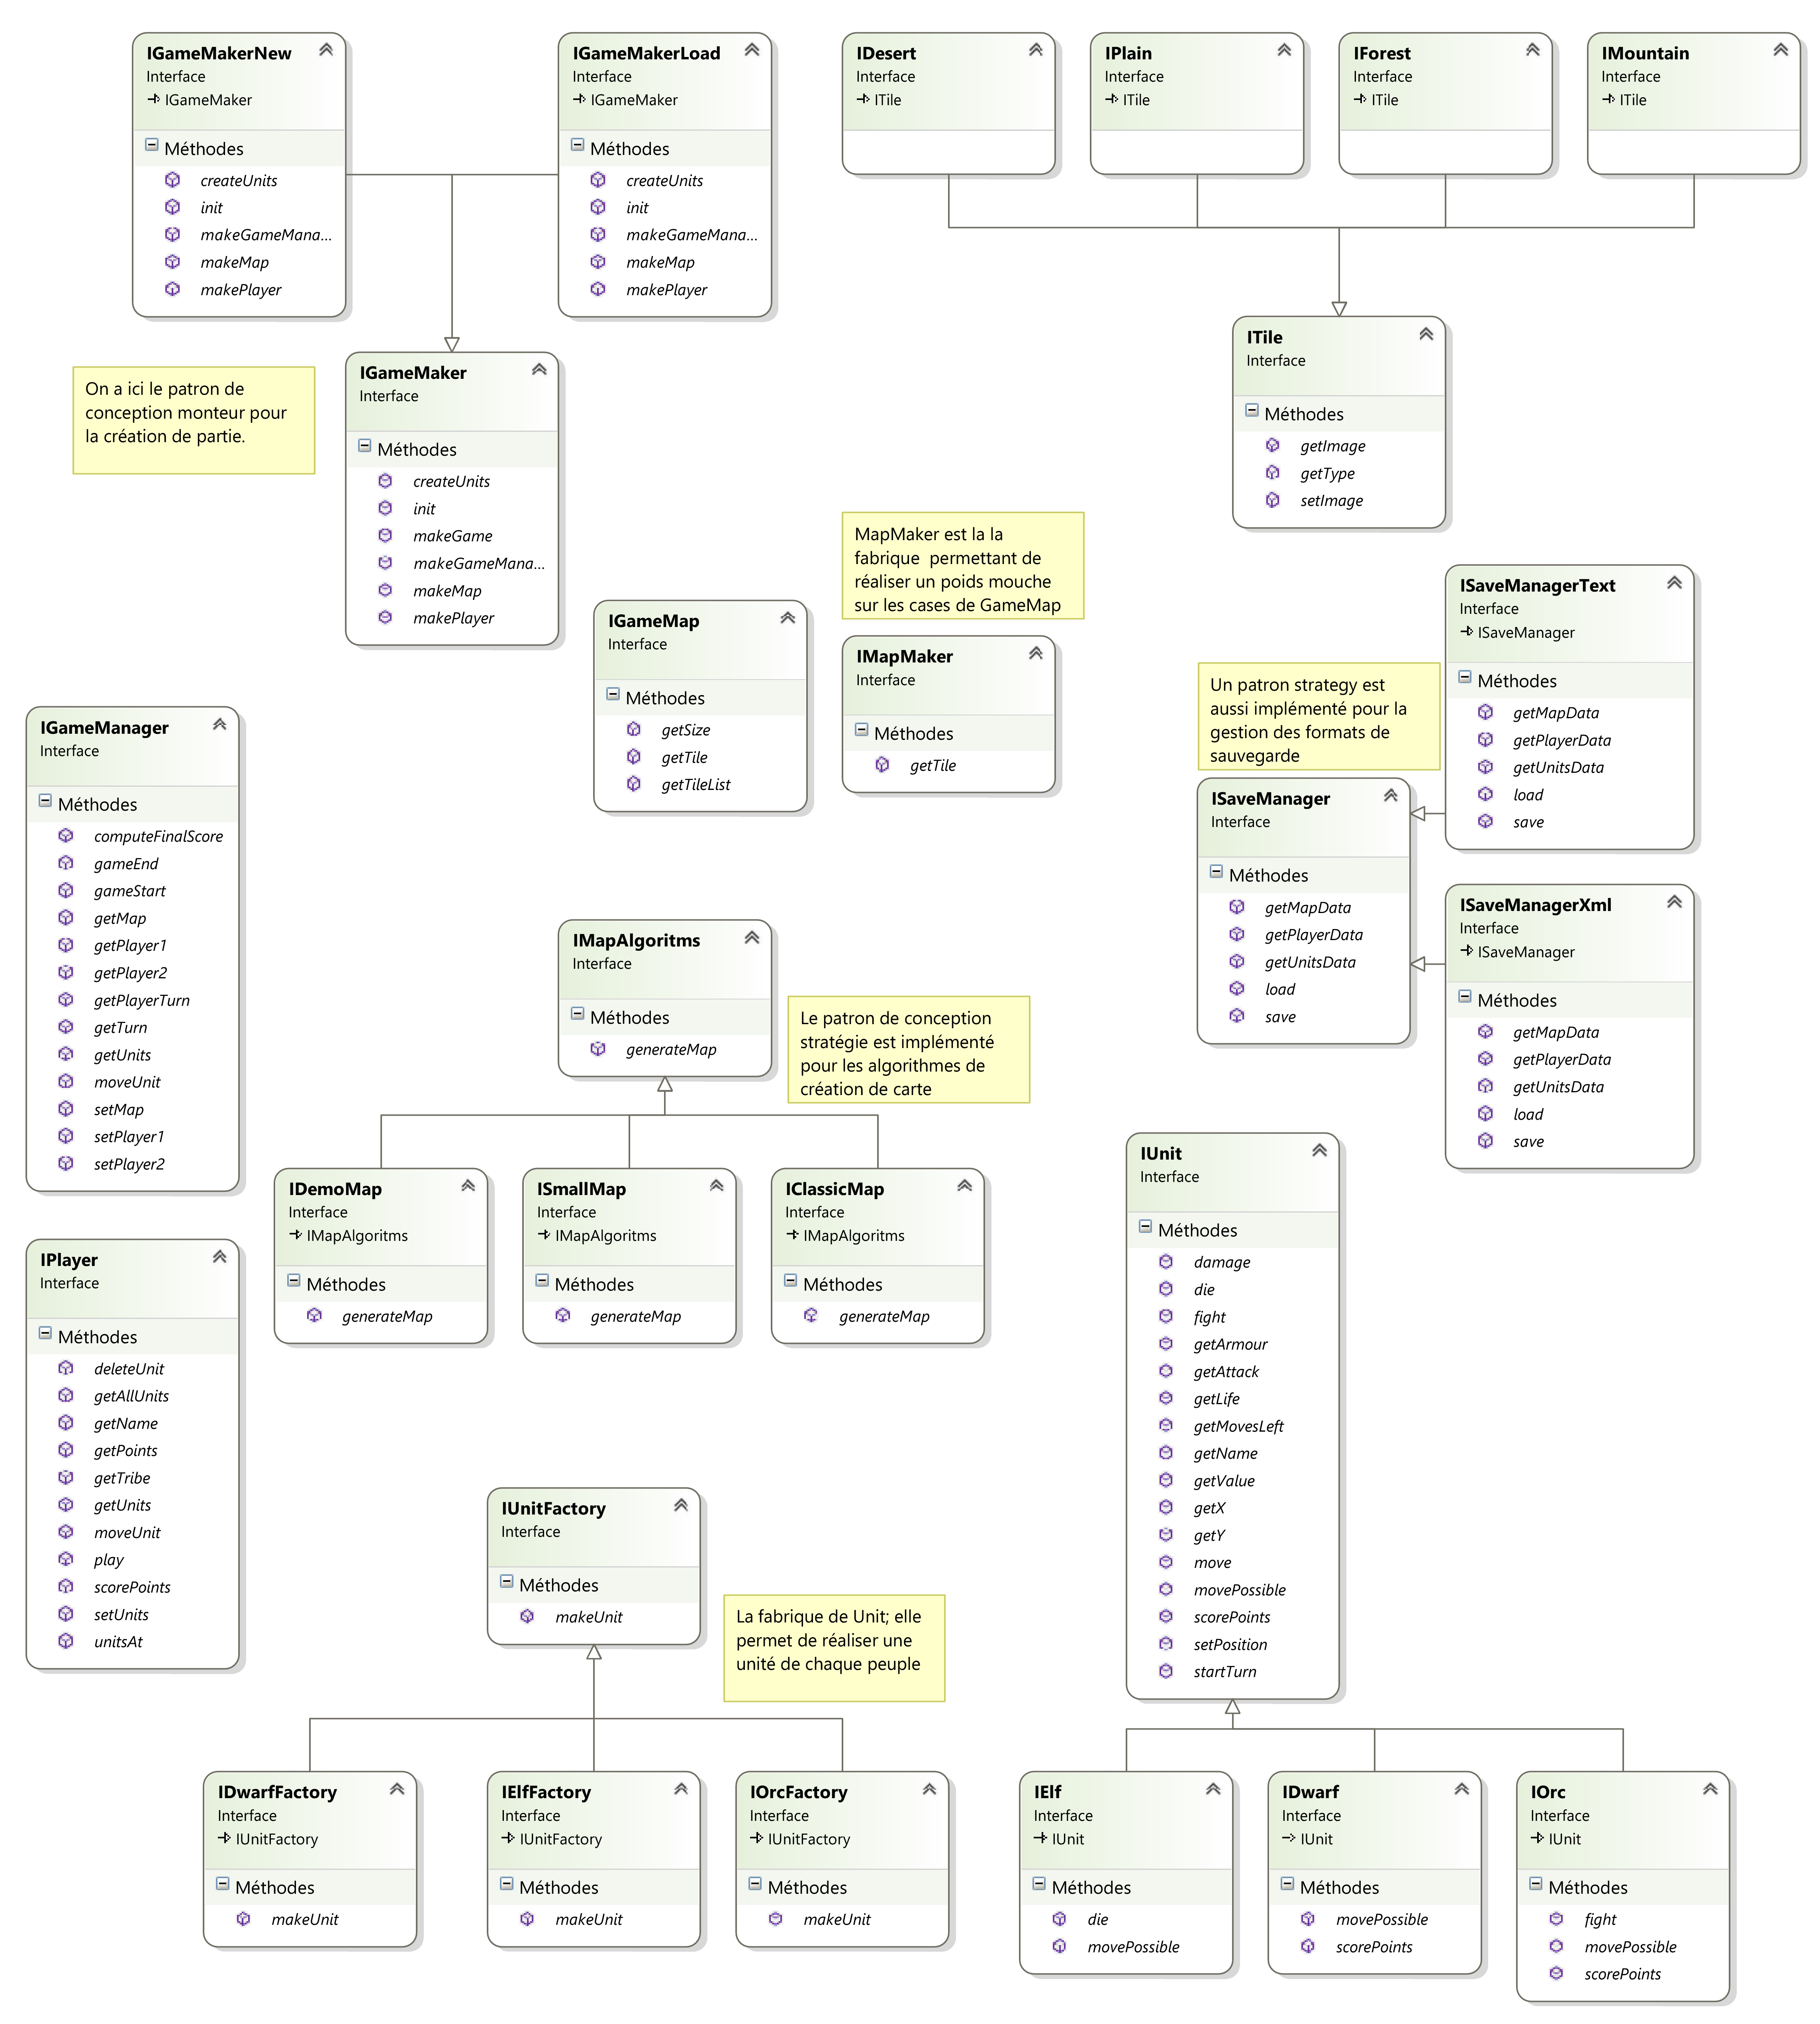 IGameMakerNew
Interface
IGameMaker
Méthodes
createUnits
init
makeGameMana...
makeMap
makePlayer
IGameMakerLoad
Interface
IGameMaker
Méthodes
createUnits
init
makeGameMana...
makeMap
makePlayer
IDesert
Interface
ITile
IPlain
Interface
ITile
IForest
Interface
ITile
IMountain
Interface
ITile
ITile
Interface
Méthodes
getImage
getType
setImage
On a ici le patron de
conception monteur pour
la création de partie.
IGameMaker
Interface
Méthodes
createUnits
init
makeGame
makeGameMana...
makeMap
makePlayer
IGameMap
Interface
Méthodes
getSize
getTile
getTileList
MapMaker est la la
fabrique  permettant de
réaliser un poids mouche
sur les cases de GameMap
IMapMaker
Interface
Méthodes
getTile
Un patron strategy est
aussi implémenté pour la
gestion des formats de
sauvegarde
ISaveManagerText
Interface
ISaveManager
Méthodes
getMapData
getPlayerData
getUnitsData
load
save
ISaveManager
Interface
Méthodes
getMapData
getPlayerData
getUnitsData
load
save
ISaveManagerXml
Interface
ISaveManager
Méthodes
getMapData
getPlayerData
getUnitsData
load
save
IGameManager
Interface
Méthodes
computeFinalScore
gameEnd
gameStart
getMap
getPlayer1
getPlayer2
getPlayerTurn
getTurn
getUnits
moveUnit
setMap
setPlayer1
setPlayer2
IMapAlgoritms
Interface
Méthodes
generateMap
Le patron de conception
stratégie est implémenté
pour les algorithmes de
création de carte
IDemoMap
Interface
IMapAlgoritms
Méthodes
generateMap
ISmallMap
Interface
IMapAlgoritms
Méthodes
generateMap
IClassicMap
Interface
IMapAlgoritms
Méthodes
generateMap
IPlayer
Interface
Méthodes
deleteUnit
getAllUnits
getName
getPoints
getTribe
getUnits
moveUnit
play
scorePoints
setUnits
unitsAt
IUnit
Interface
Méthodes
damage
die
fight
getArmour
getAttack
getLife
getMovesLeft
getName
getValue
getX
getY
move
movePossible
scorePoints
setPosition
startTurn
IUnitFactory
Interface
Méthodes
makeUnit
La fabrique de Unit; elle
permet de réaliser une
unité de chaque peuple
IDwarfFactory
Interface
IUnitFactory
Méthodes
makeUnit
IElfFactory
Interface
IUnitFactory
Méthodes
makeUnit
IOrcFactory
Interface
IUnitFactory
Méthodes
makeUnit
IElf
Interface
IUnit
Méthodes
die
movePossible
IDwarf
Interface
IUnit
Méthodes
movePossible
scorePoints
IOrc
Interface
IUnit
Méthodes
fight
movePossible
scorePoints